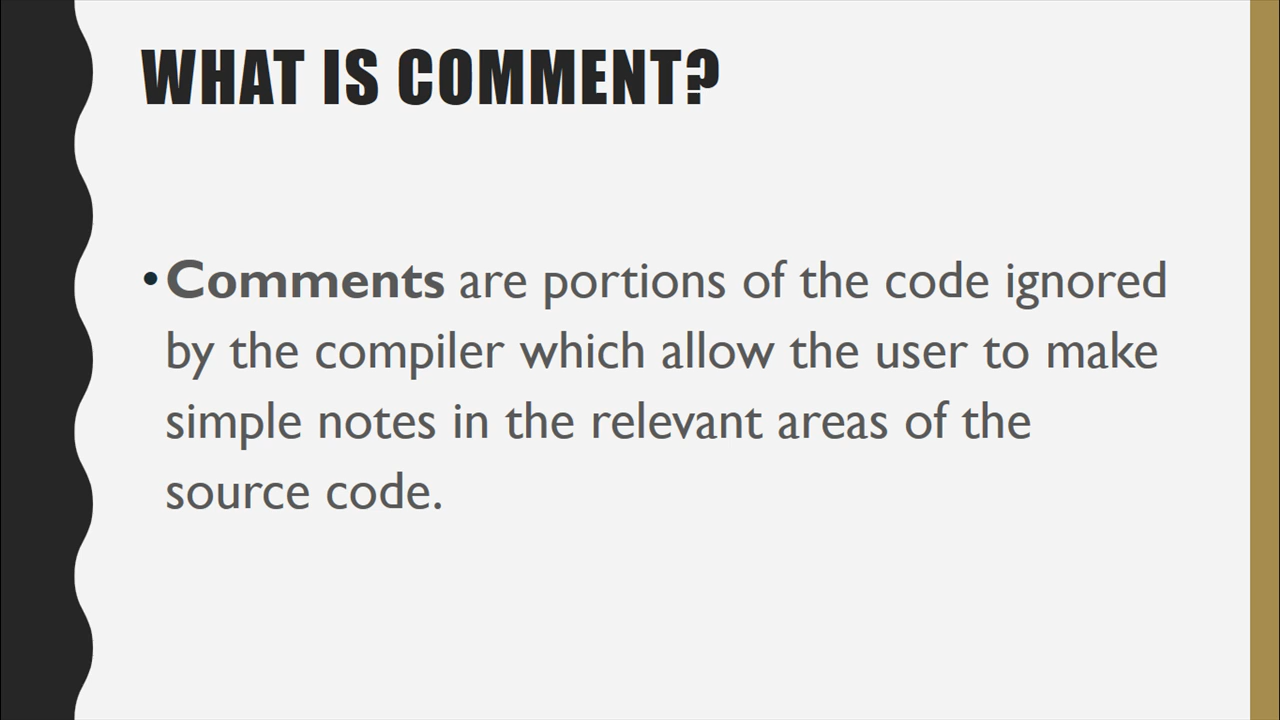 WHAT IS COMMENT?
•Comments are portions of the code ignored
by the compiler which allow the user to make
simple notes in the relevant areas of the
source code.